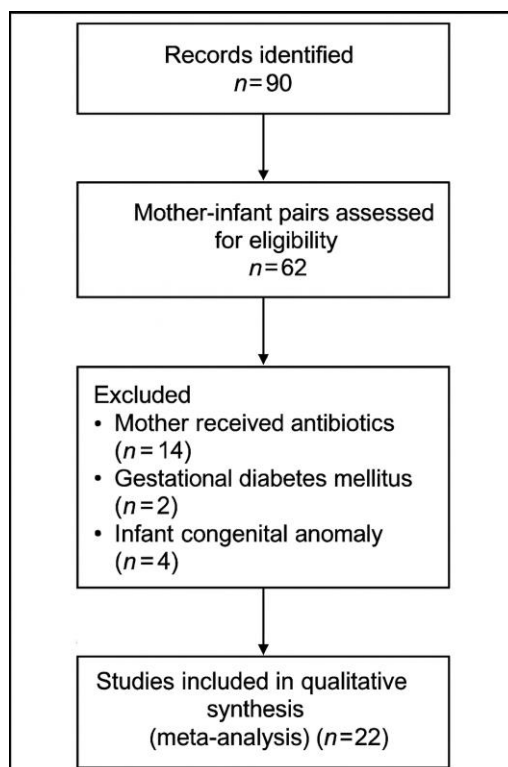 Records identified
n=90
Mother-infant pairs assessed
for eligibility
n=62
Excluded
• Mother received antibiotics
(n=14)
• Gestational diabetes mellitus
(n=2)
• Infant congenital anomaly
(n=4)
Studies included in qualitative
synthesis
(meta-analysis) (n=22)